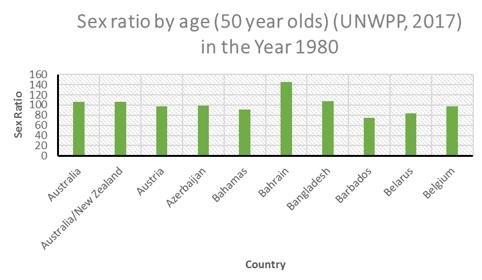 Sex ratio by age (50 year olds) (UNWPP, 2017)
in the Year 1980
Sex Ratio
160
140
120
100
80
60
40
20
0
Australia
Australia/New Zealand
Austria
Azerbaijan
Bahamas
Bahrain
Bangladesh
Barbados
Belarus
Belgium
Country